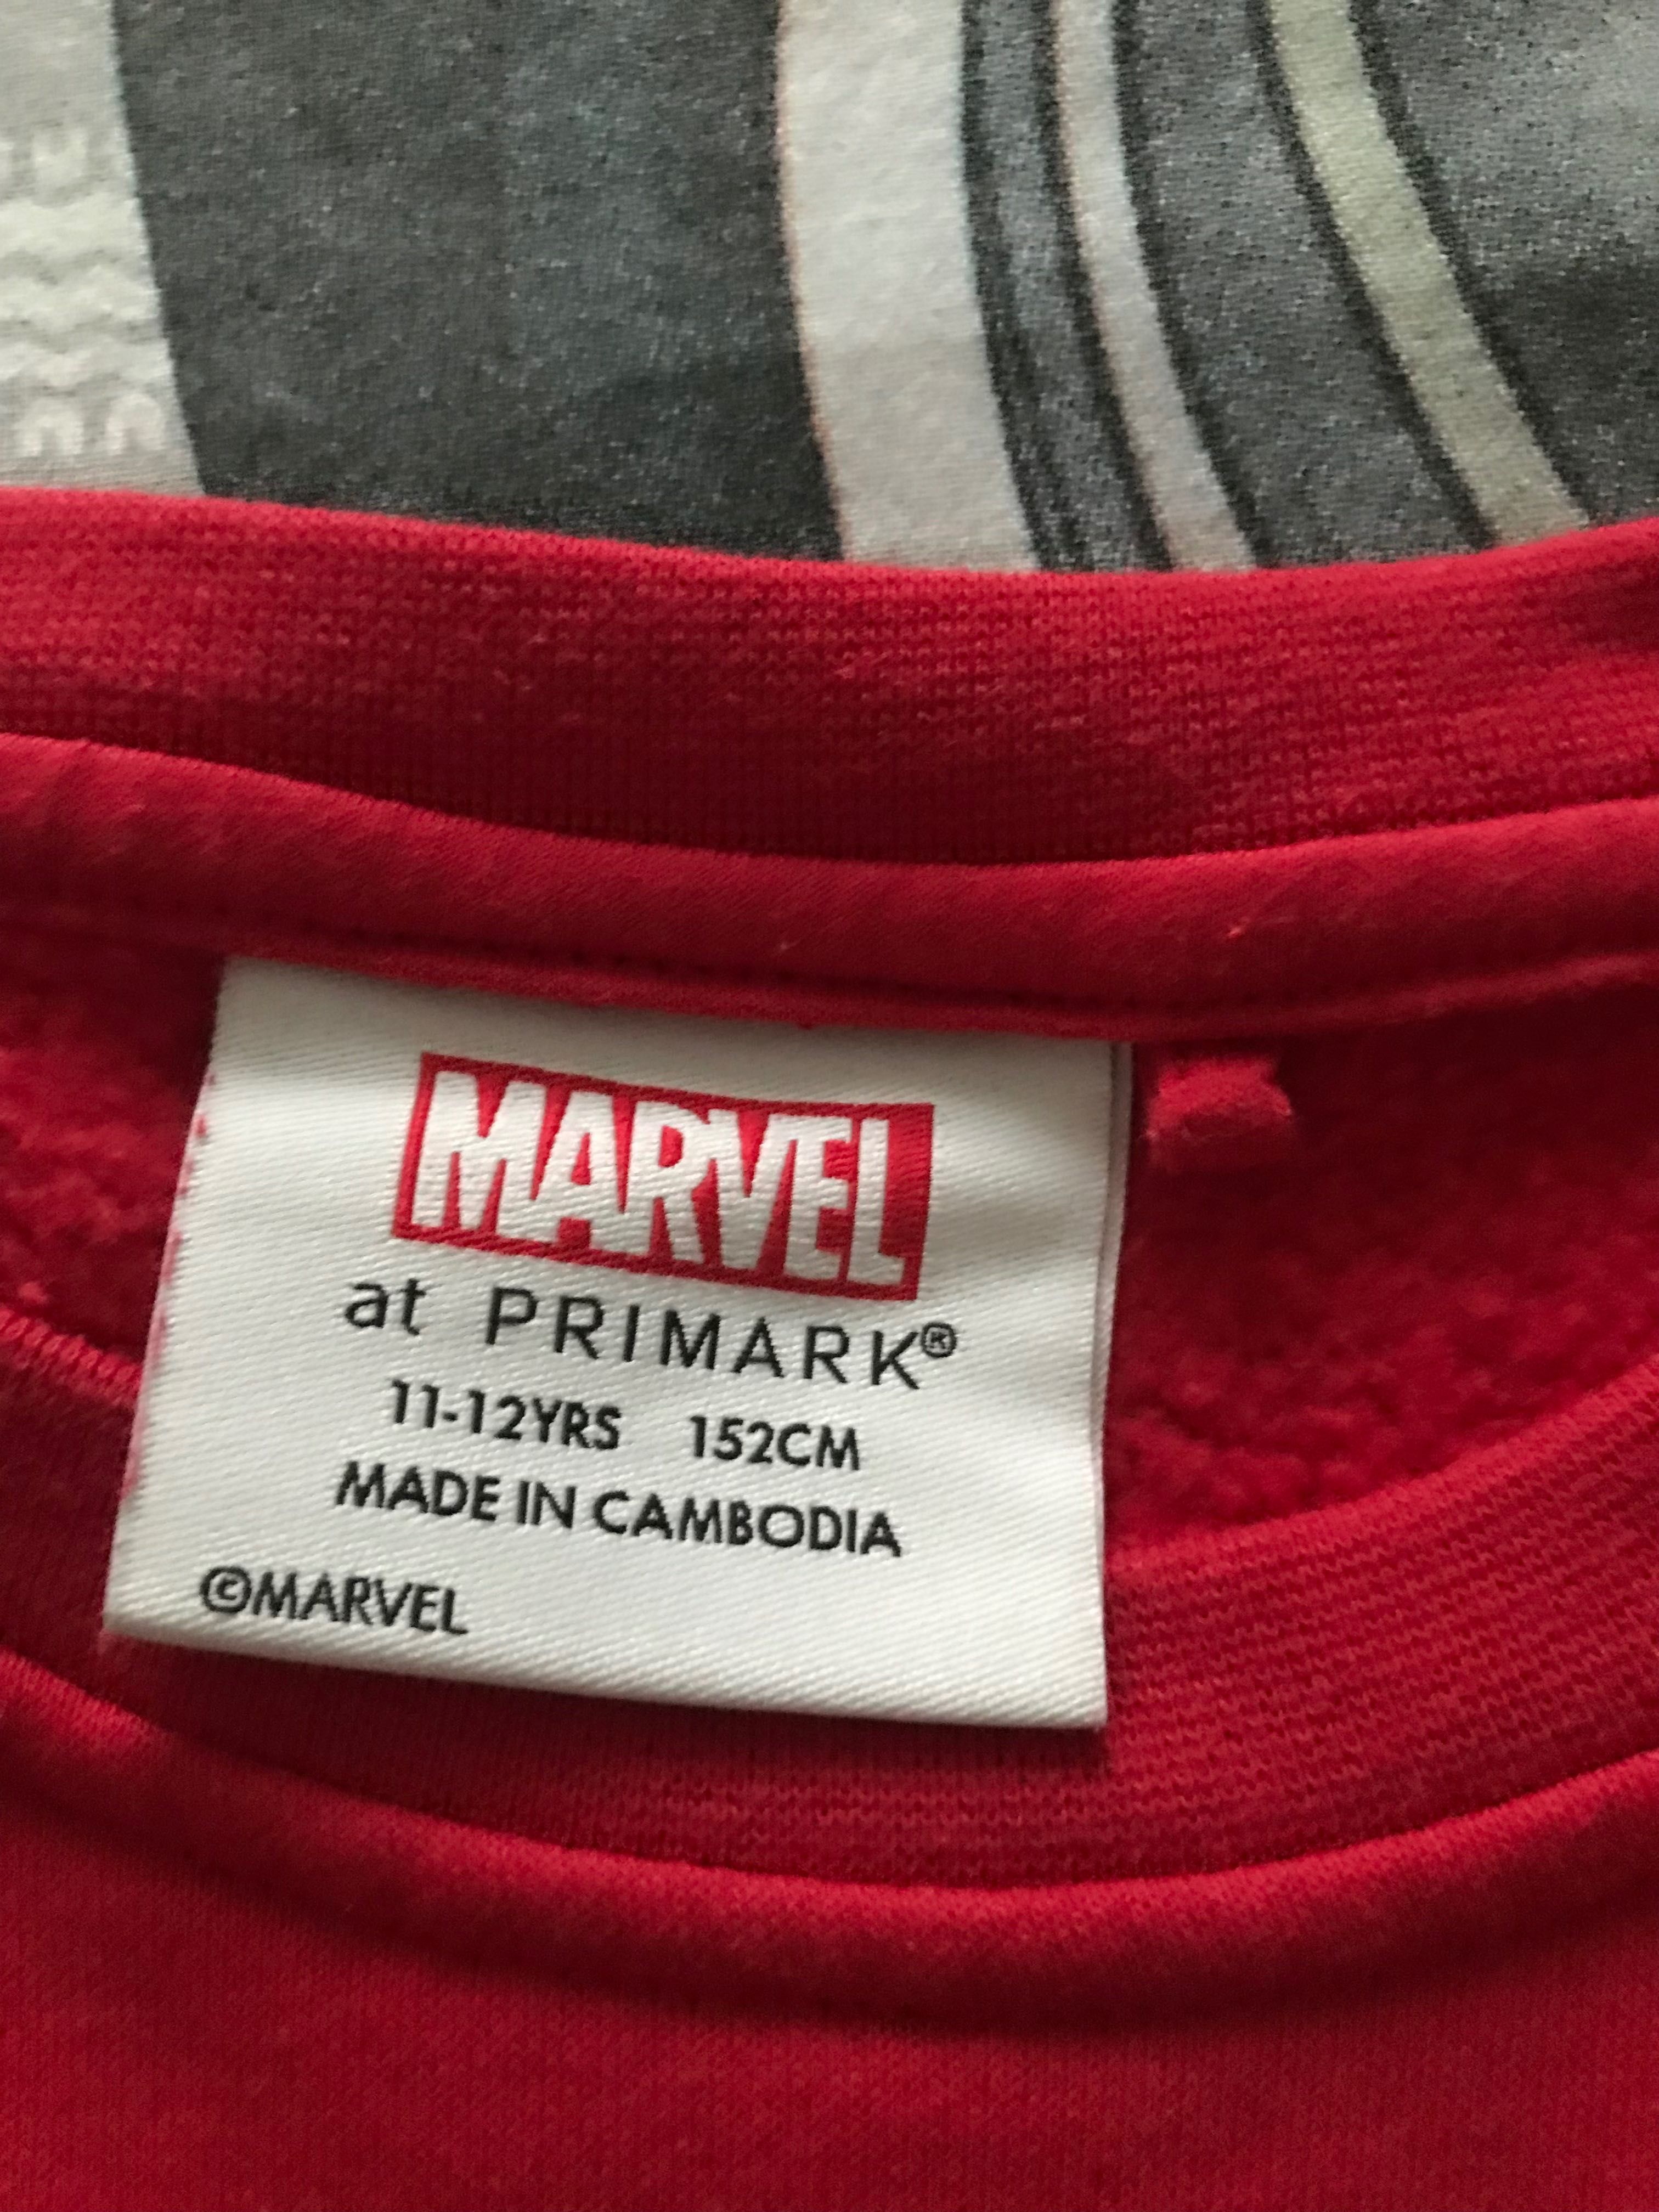 MARVEL
at PRIMARK®
11-12YRS 152CM
MADE IN CAMBODIA
©MARVEL